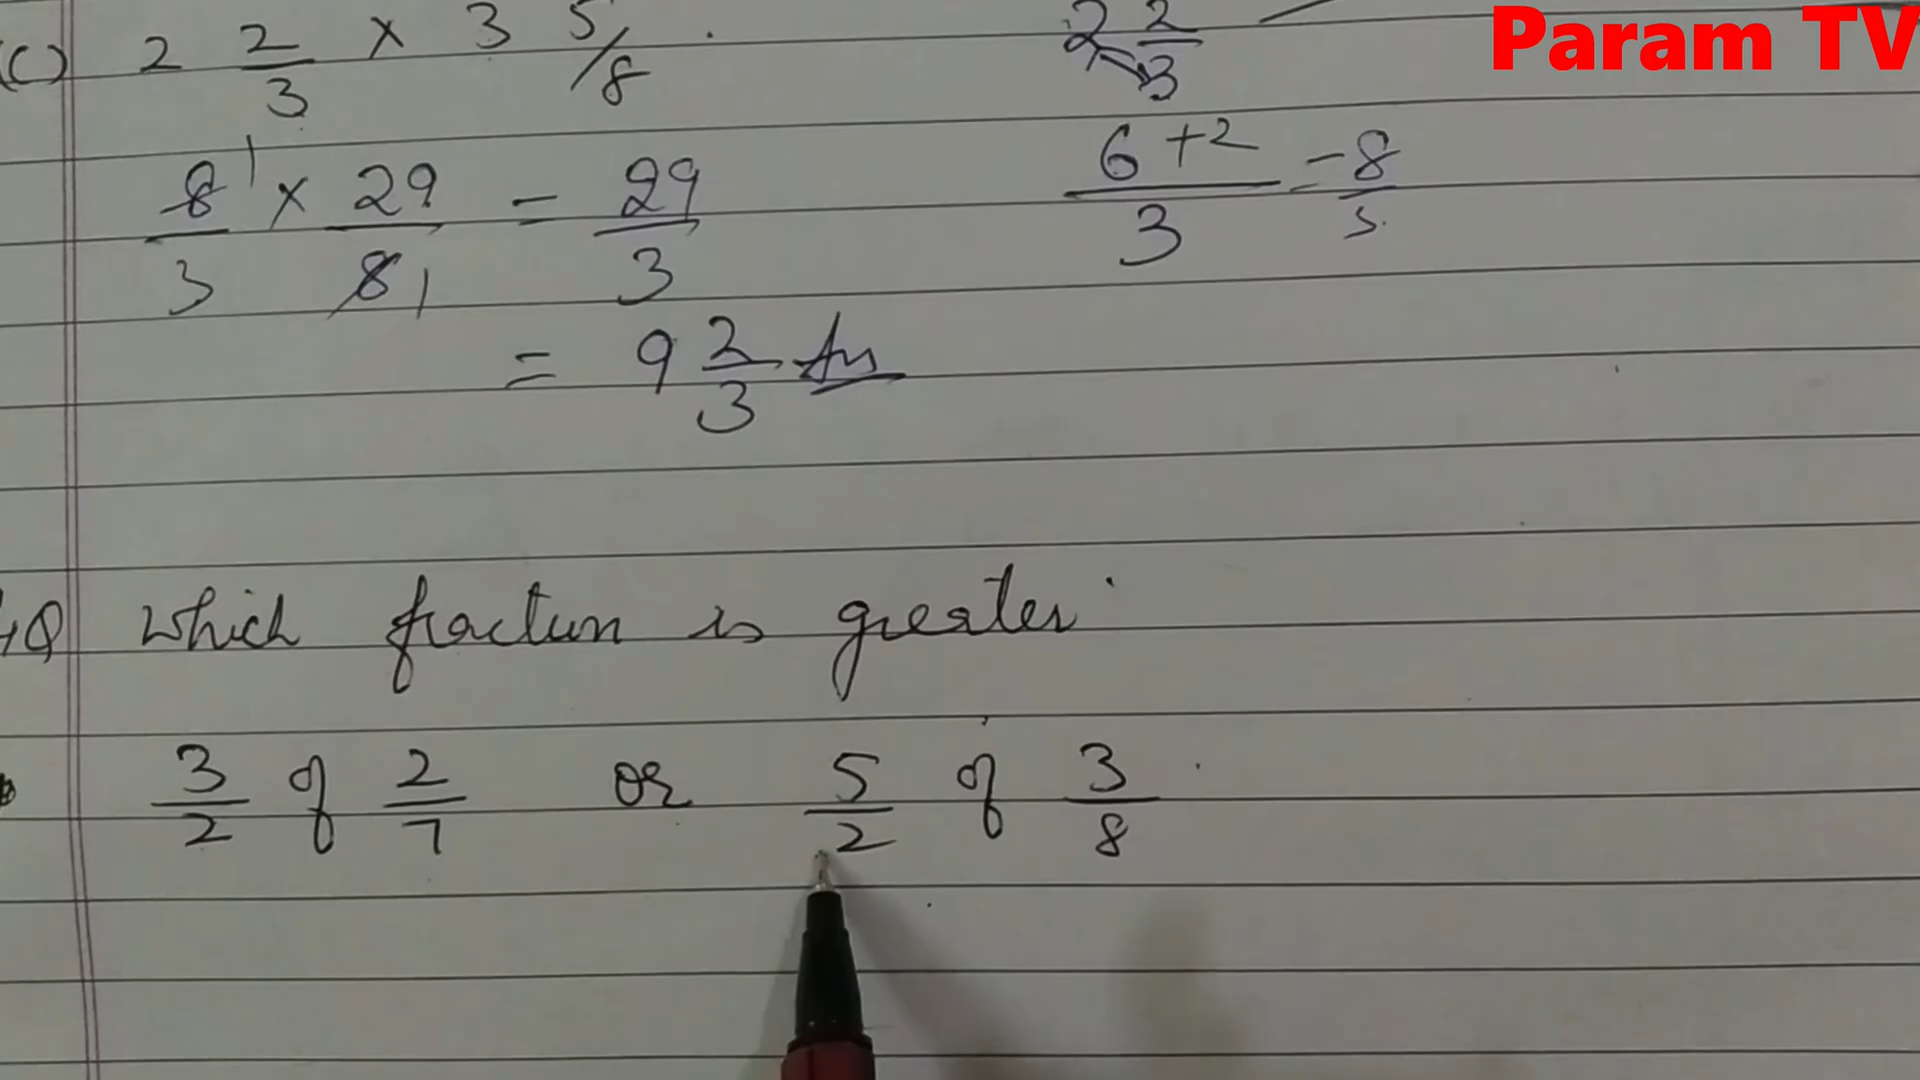 Param TV
(C) 2 2/3 × 3 5/8
2 2/3
8/3 1 × 29/8 1 = 29/3
6+2/3 = 8/3
= 9 2/3 Ans
Q Which fraction is greater
3/2 of 2/7 or 5/2 of 3/8